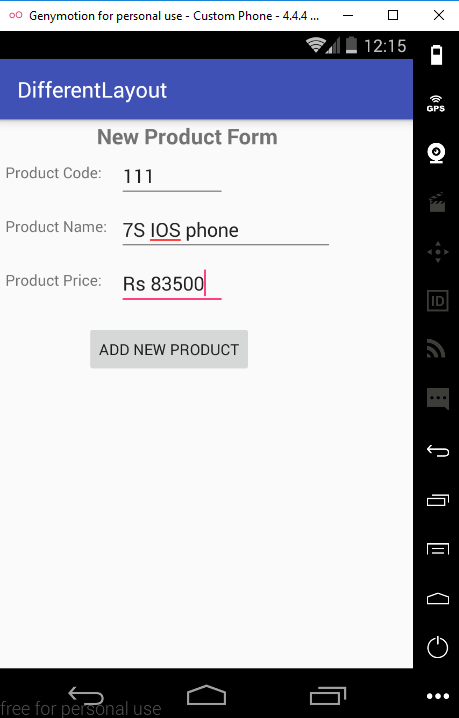 Genymotion for personal use - Custom Phone - 4.4.4 ...
12:15
GPS
DifferentLayout
New Product Form
Product Code: 111
Product Name: 7S IOS phone
Product Price: Rs 83500
ID
ADD NEW PRODUCT
free for personal use